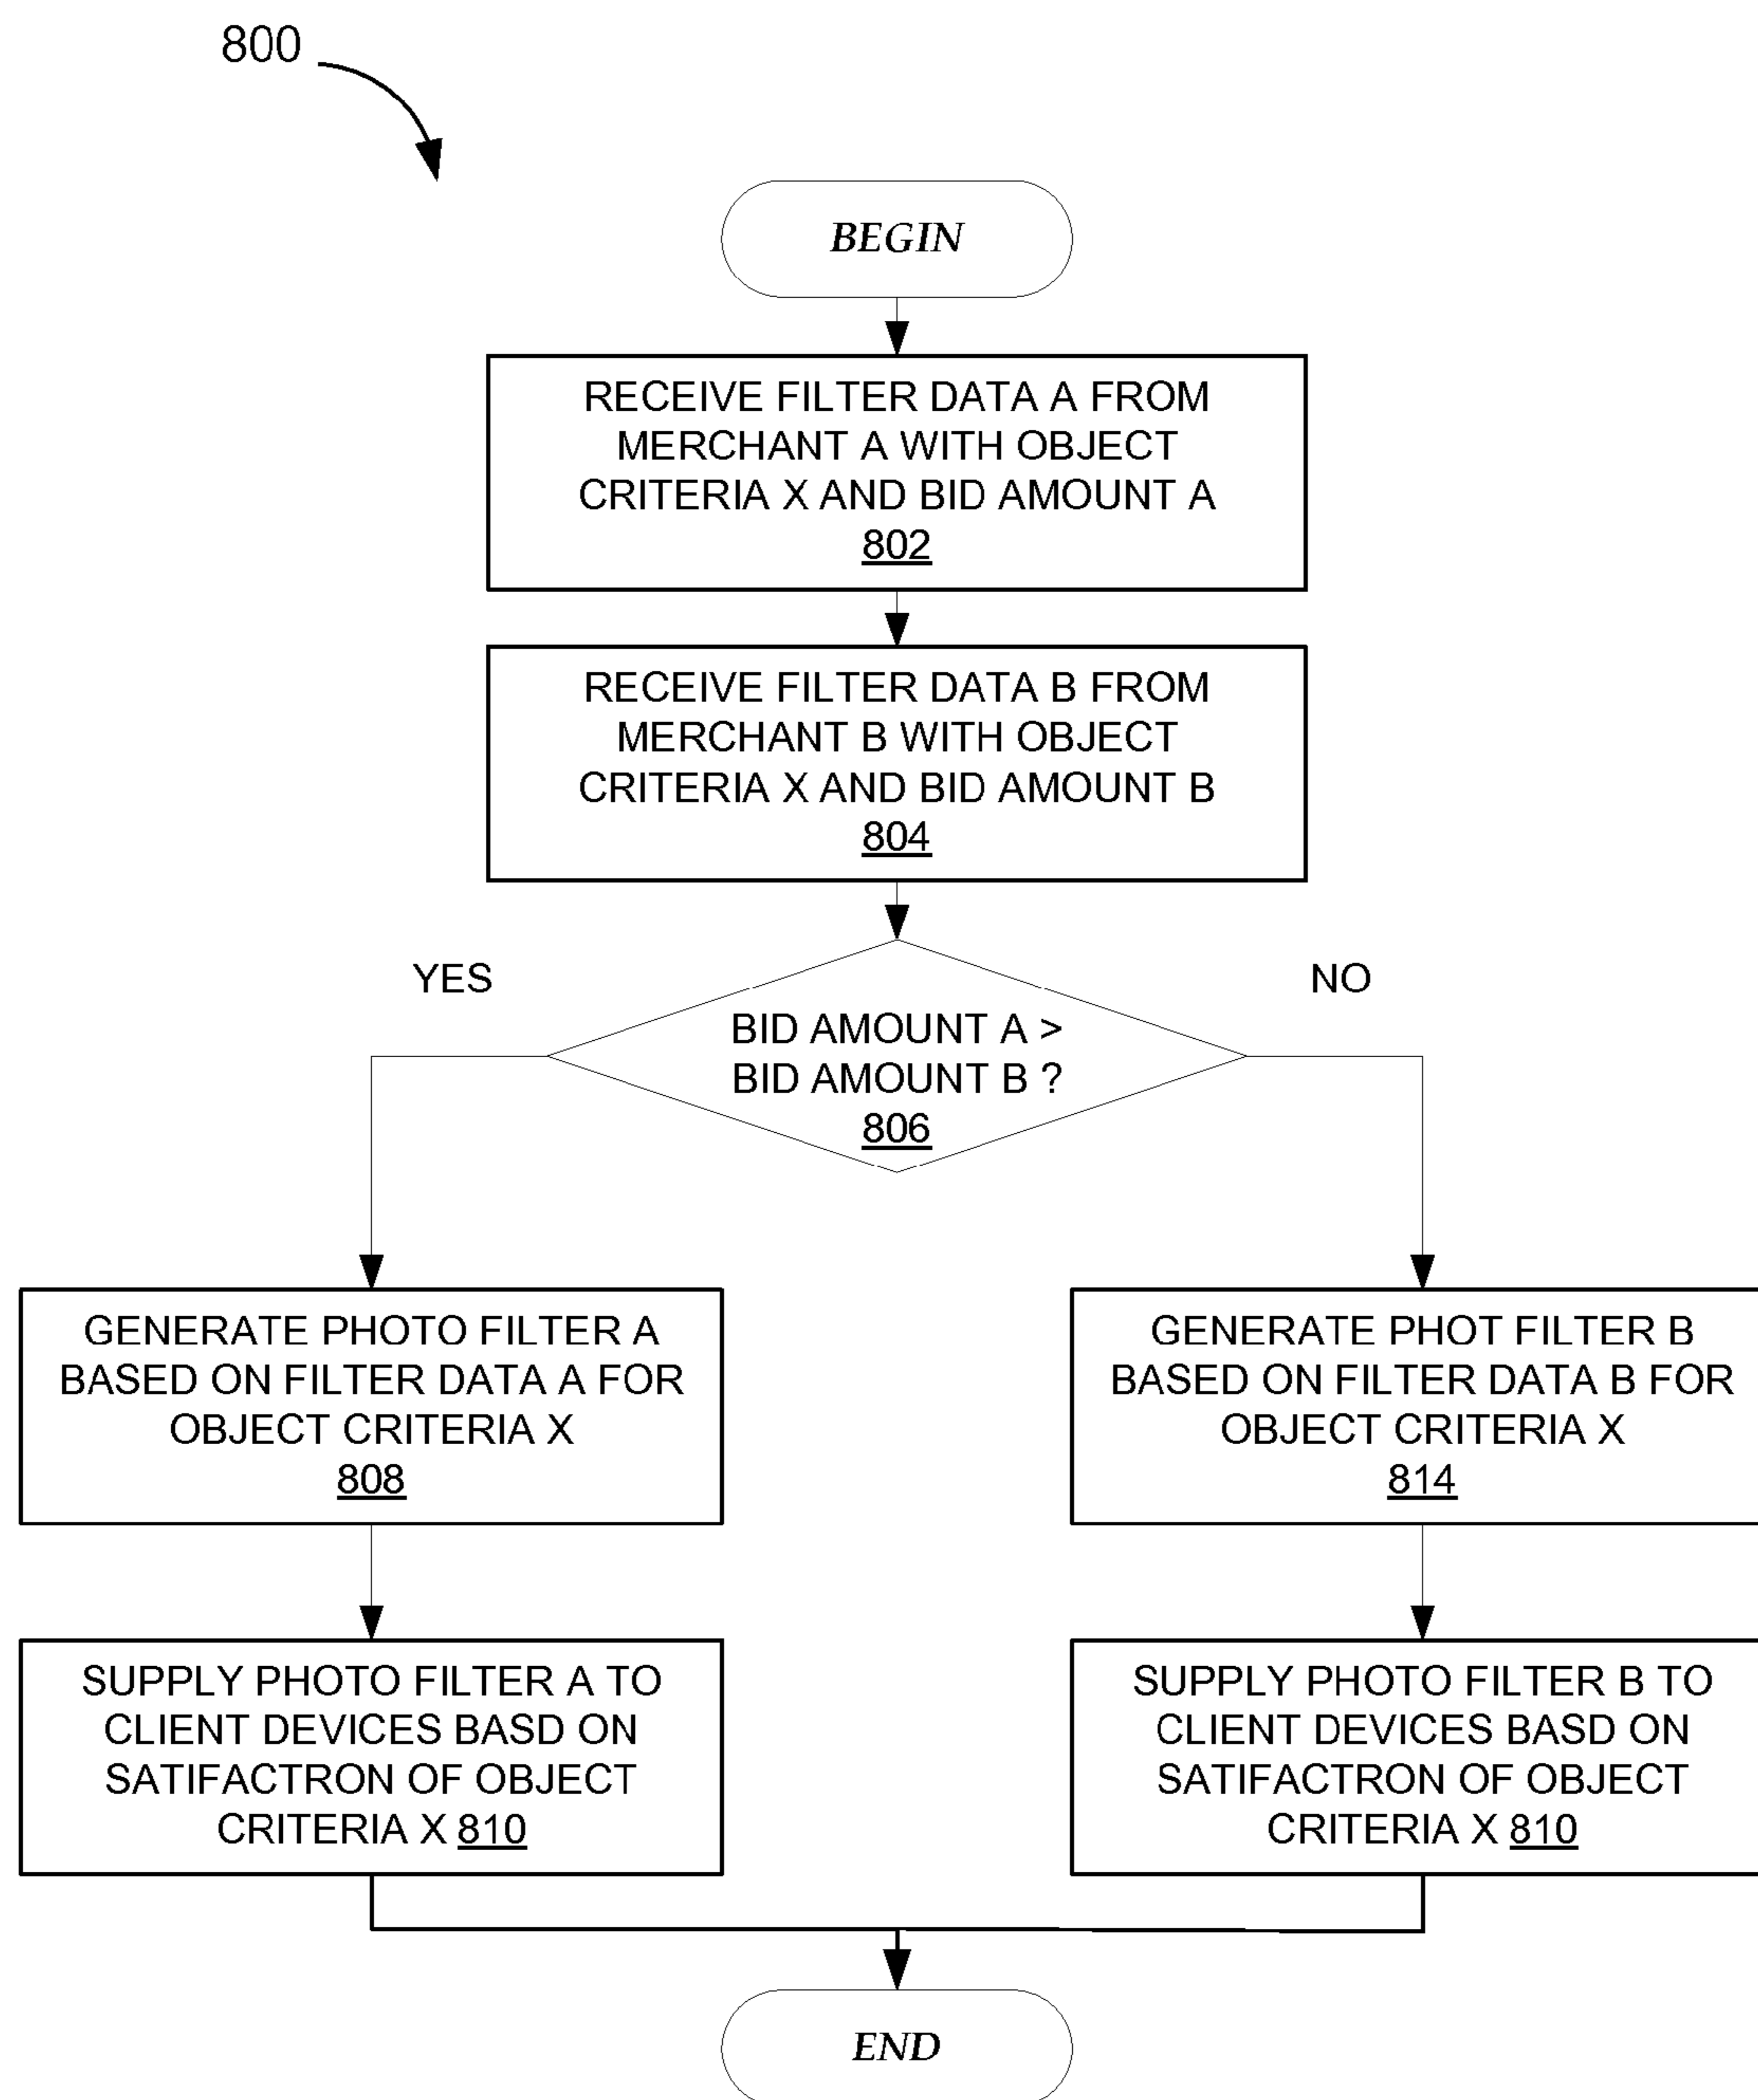 800
BEGIN
RECEIVE FILTER DATA A FROM
MERCHANT A WITH OBJECT
CRITERIA X AND BID AMOUNT A
802
RECEIVE FILTER DATA B FROM
MERCHANT B WITH OBJECT
CRITERIA X AND BID AMOUNT B
804
YES
NO
BID AMOUNT A >
BID AMOUNT B ?
806
GENERATE PHOTO FILTER A
BASED ON FILTER DATA A FOR
OBJECT CRITERIA X
808
GENERATE PHOT FILTER B
BASED ON FILTER DATA B FOR
OBJECT CRITERIA X
814
SUPPLY PHOTO FILTER A TO
CLIENT DEVICES BASD ON
SATIFACTRON OF OBJECT
CRITERIA X 810
SUPPLY PHOTO FILTER B TO
CLIENT DEVICES BASD ON
SATIFACTRON OF OBJECT
CRITERIA X 810
END